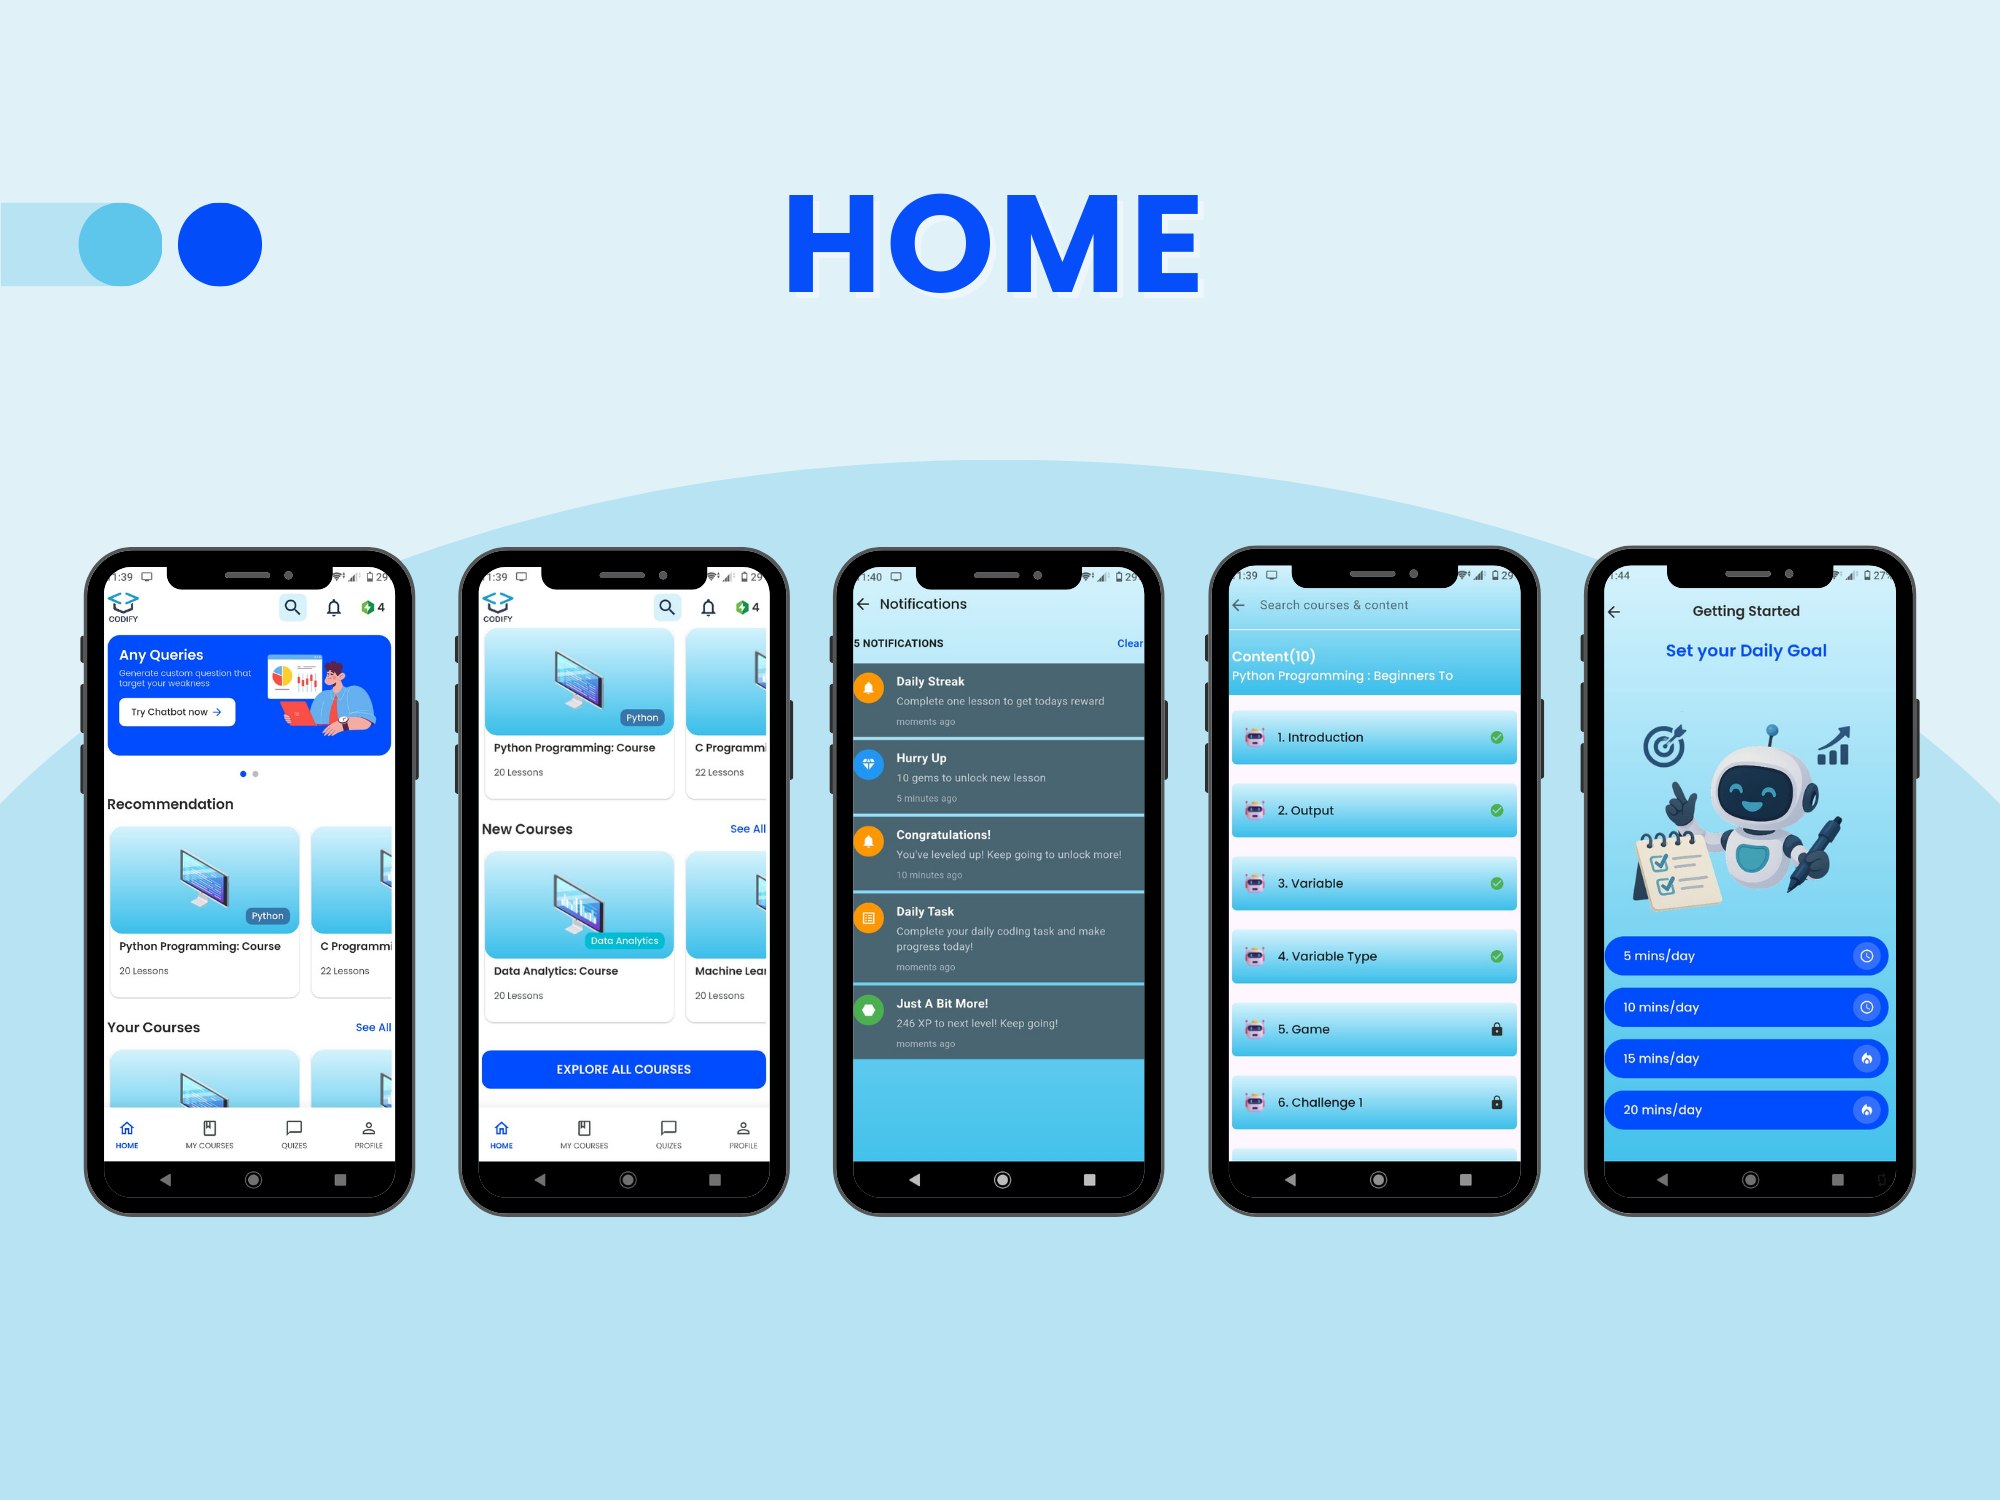 HOME
1:39
29
CODIFY
4
Any Queries
Generate custom question that
target your weakness
Try Chatbot now
Recommendation
Python
Python Programming: Course
20 Lessons
C Programmi
22 Lessons
Your Courses
See All
HOME
MY COURSES
QUIZES
PROFILE
1:39
29
CODIFY
4
Python
Python Programming: Course
20 Lessons
C Programmi
22 Lessons
New Courses
See All
Data Analytics
Data Analytics: Course
20 Lessons
Machine Lear
20 Lessons
EXPLORE ALL COURSES
HOME
MY COURSES
QUIZES
PROFILE
1:40
29
Notifications
5 NOTIFICATIONS
Clear
Daily Streak
Complete one lesson to get todays reward
moments ago
Hurry Up
10 gems to unlock new lesson
5 minutes ago
Congratulations!
You've leveled up! Keep going to unlock more!
10 minutes ago
Daily Task
Complete your daily coding task and make
progress today!
moments ago
Just A Bit More!
246 XP to next level! Keep going!
moments ago
1:39
29
Search courses & content
Content(10)
Python Programming : Beginners To
1. Introduction
2. Output
3. Variable
4. Variable Type
5. Game
6. Challenge 1
1:44
27%
Getting Started
Set your Daily Goal
5 mins/day
10 mins/day
15 mins/day
20 mins/day